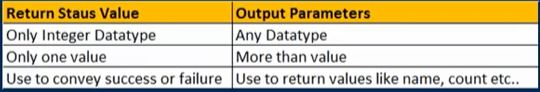 Return Staus Value Output Parameters
Only Integer Datatype Any Datatype
Only one value More than value
Use to convey success or failure Use to return values like name, count etc..